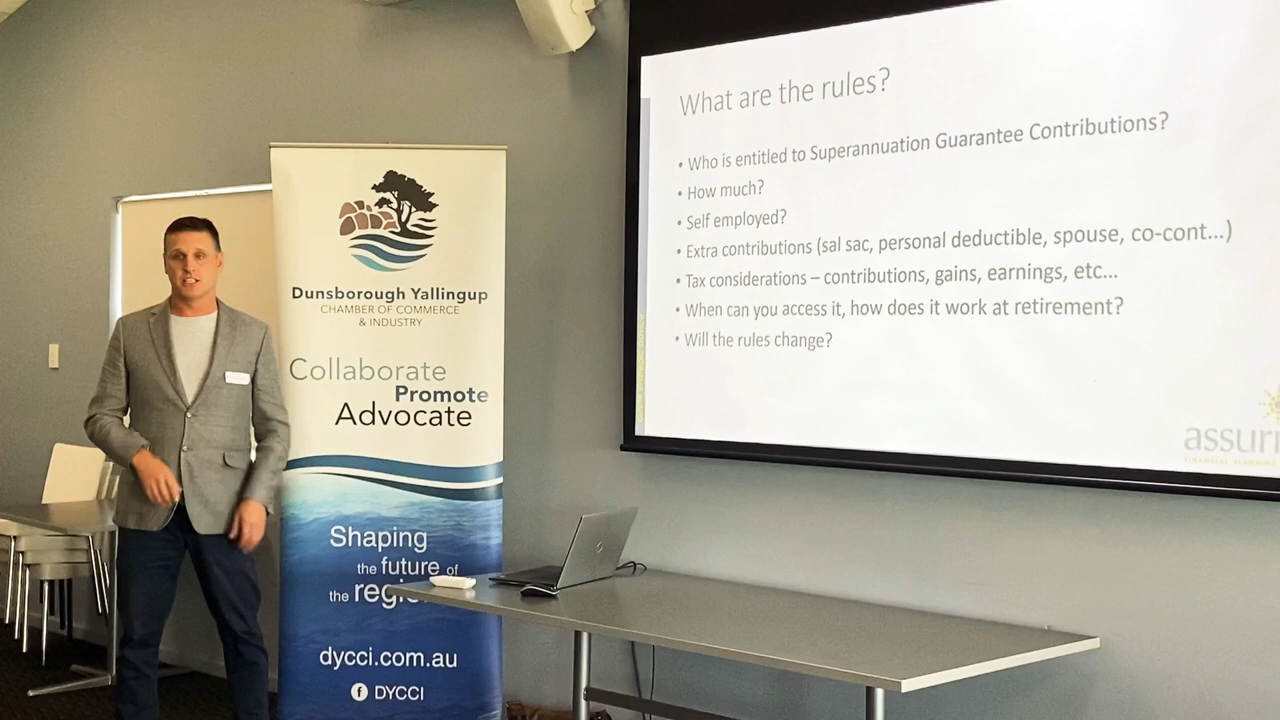 Dunsborough Yallingup
CHAMBER OF COMMERCE
& INDUSTRY
Collaborate
Promote
Advocate
Shaping
the future of
the
dycci.com.au
f DYCCI
What are the rules?
• Who is entitled to Superannuation Guarantee Contributions?
• How much?
• Self employed?
• Extra contributions (sal sac, personal deductible, spouse, co-cont...)
• Tax considerations – contributions, gains, earnings, etc...
• When can you access it, how does it work at retirement?
• Will the rules change?
FINANCIAL PLANNING